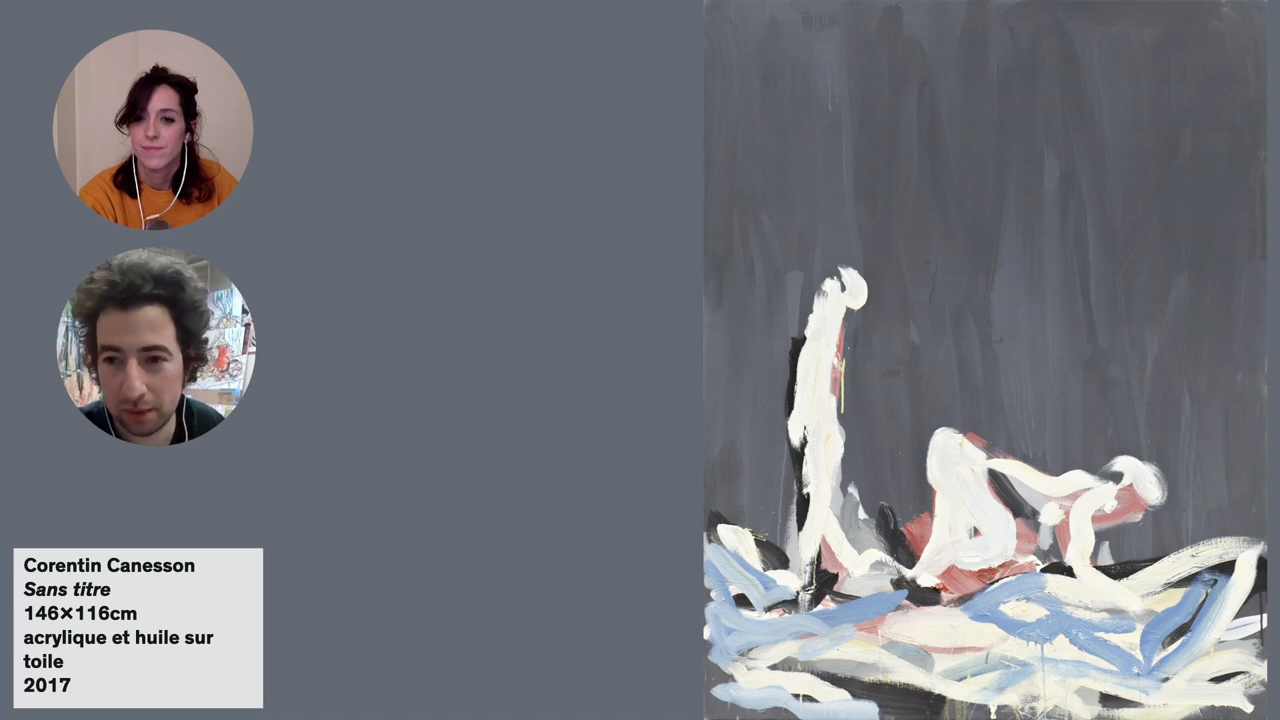 Corentin Canesson
Sans titre
146×116cm
acrylique et huile sur
toile
2017